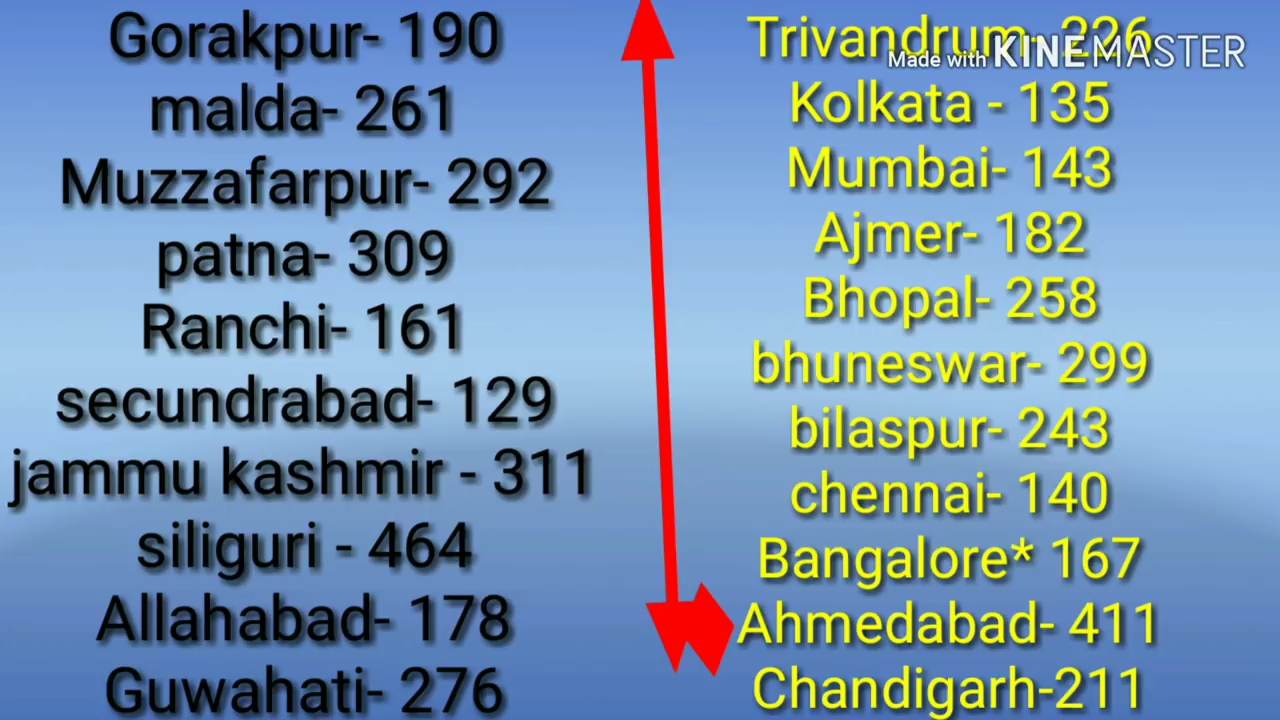 Gorakpur- 190
malda- 261
Muzzafarpur- 292
patna- 309
Ranchi- 161
secundrabad- 129
jammu kashmir - 311
siliguri - 464
Allahabad- 178
Guwahati- 276
Trivandrum- 226
Made with KINEMASTER
Kolkata - 135
Mumbai- 143
Ajmer- 182
Bhopal- 258
bhuneswar- 299
bilaspur- 243
chennai- 140
Bangalore* 167
Ahmedabad- 411
Chandigarh-211